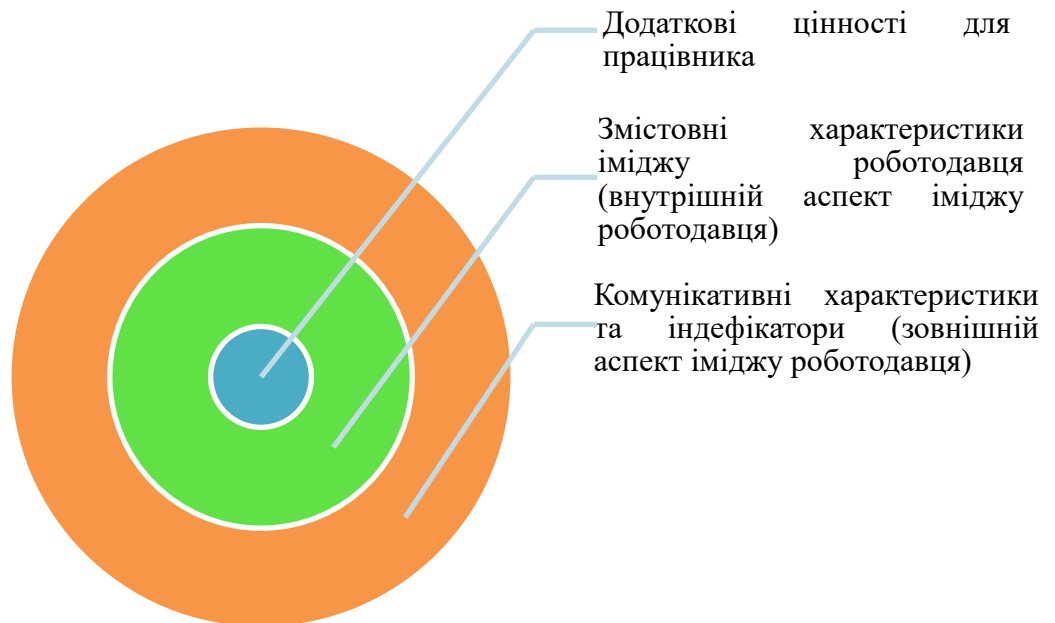 Додаткові цінності для
працівника
Змістовні характеристики
іміджу роботодавця
(внутрішній аспект іміджу
роботодавця)
Комунікативні характеристики
та індефікатори (зовнішній
аспект іміджу роботодавця)